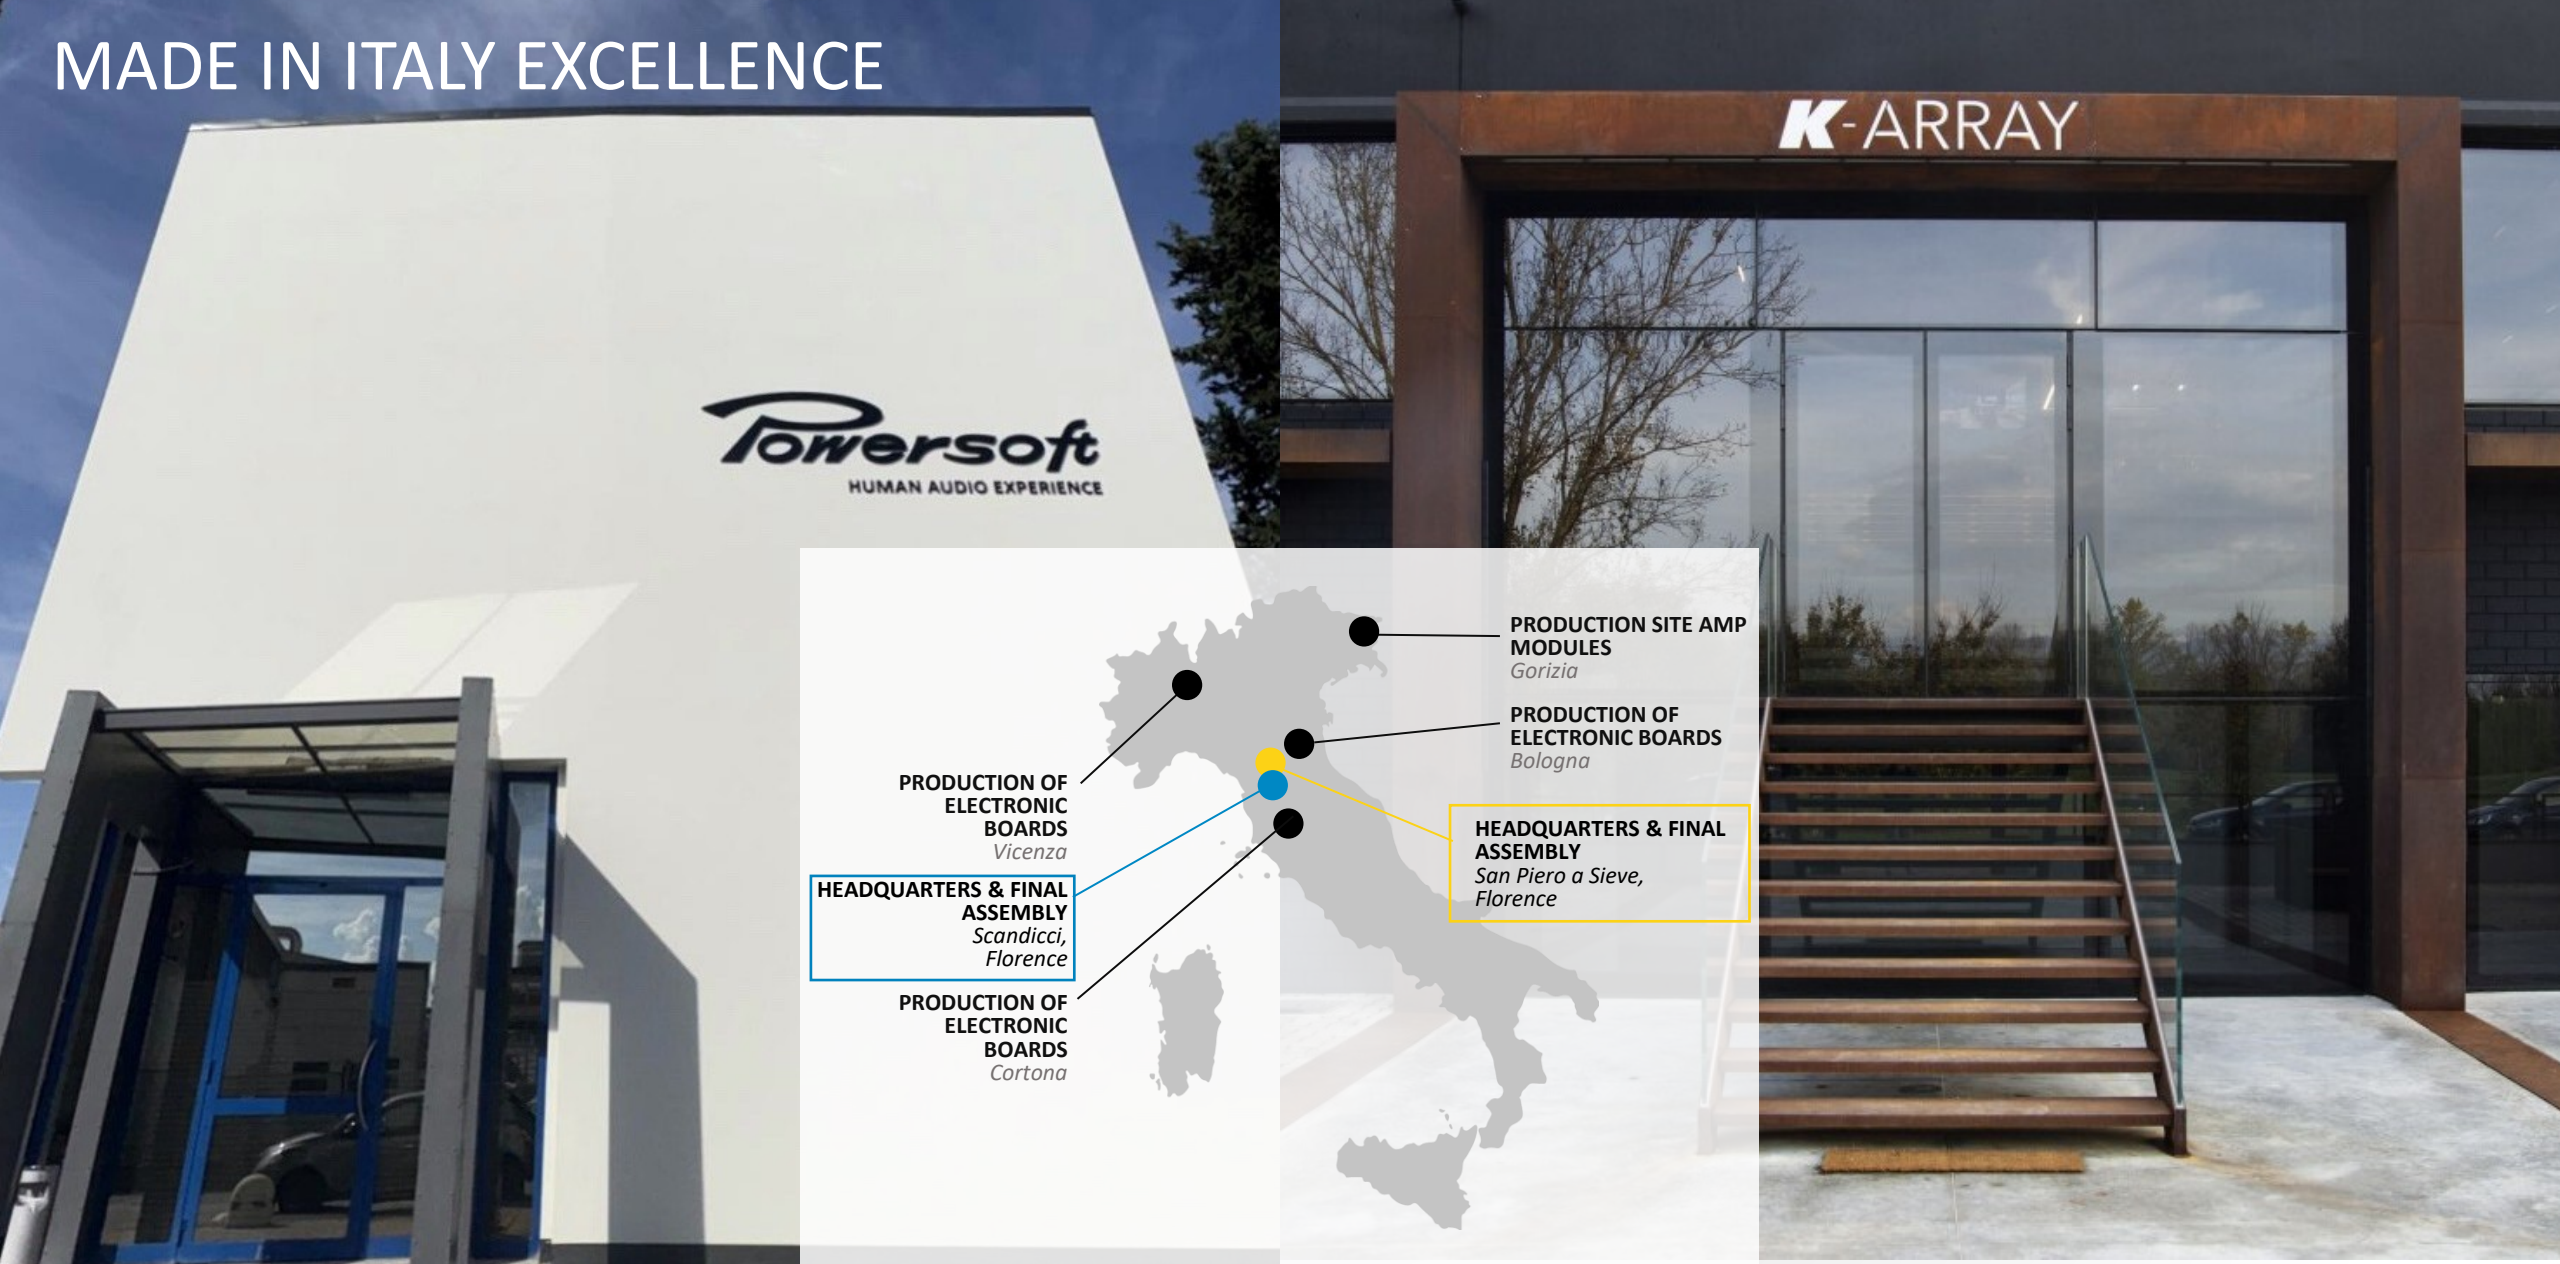 MADE IN ITALY EXCELLENCE
K-ARRAY
Powersoft
HUMAN AUDIO EXPERIENCE
PRODUCTION SITE AMP
MODULES
Gorizia
PRODUCTION OF
ELECTRONIC BOARDS
Bologna
HEADQUARTERS & FINAL
ASSEMBLY
San Piero a Sieve,
Florence
PRODUCTION OF
ELECTRONIC
BOARDS
Vicenza
HEADQUARTERS & FINAL
ASSEMBLY
Scandicci,
Florence
PRODUCTION OF
ELECTRONIC
BOARDS
Cortona